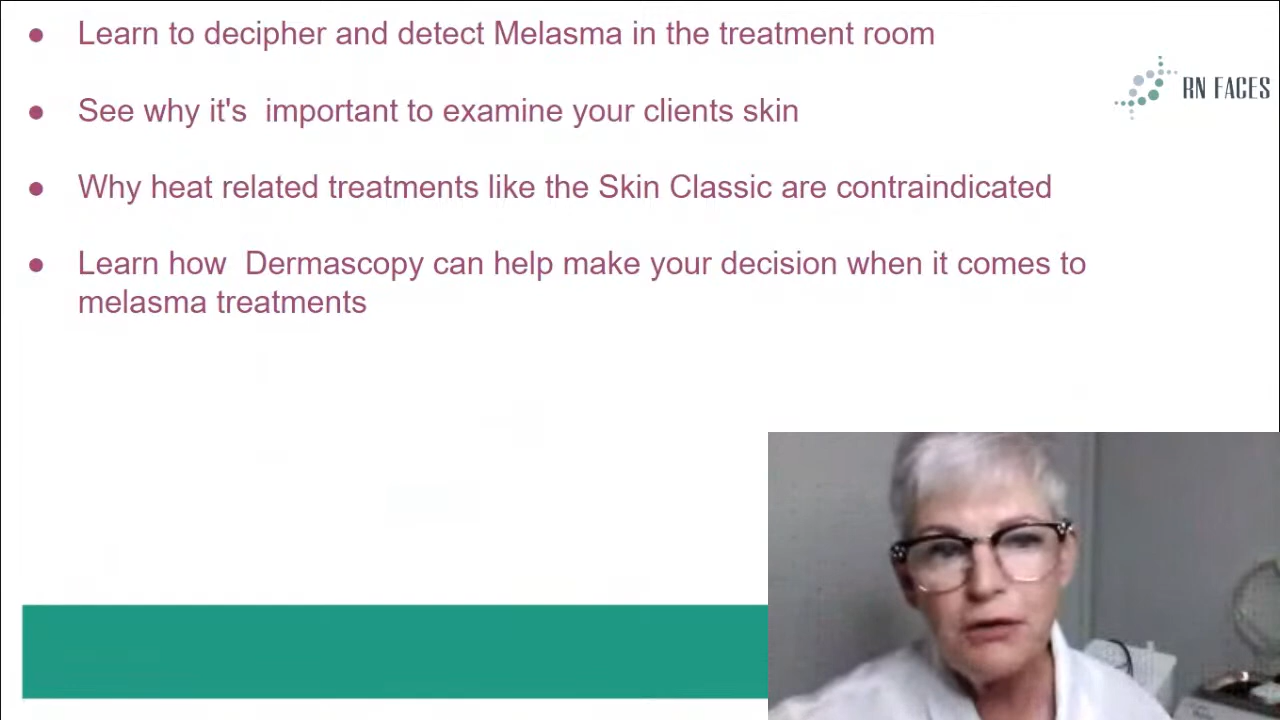 ● Learn to decipher and detect Melasma in the treatment room
RN FACES
● See why it's  important to examine your clients skin
● Why heat related treatments like the Skin Classic are contraindicated
● Learn how  Dermascopy can help make your decision when it comes to
melasma treatments